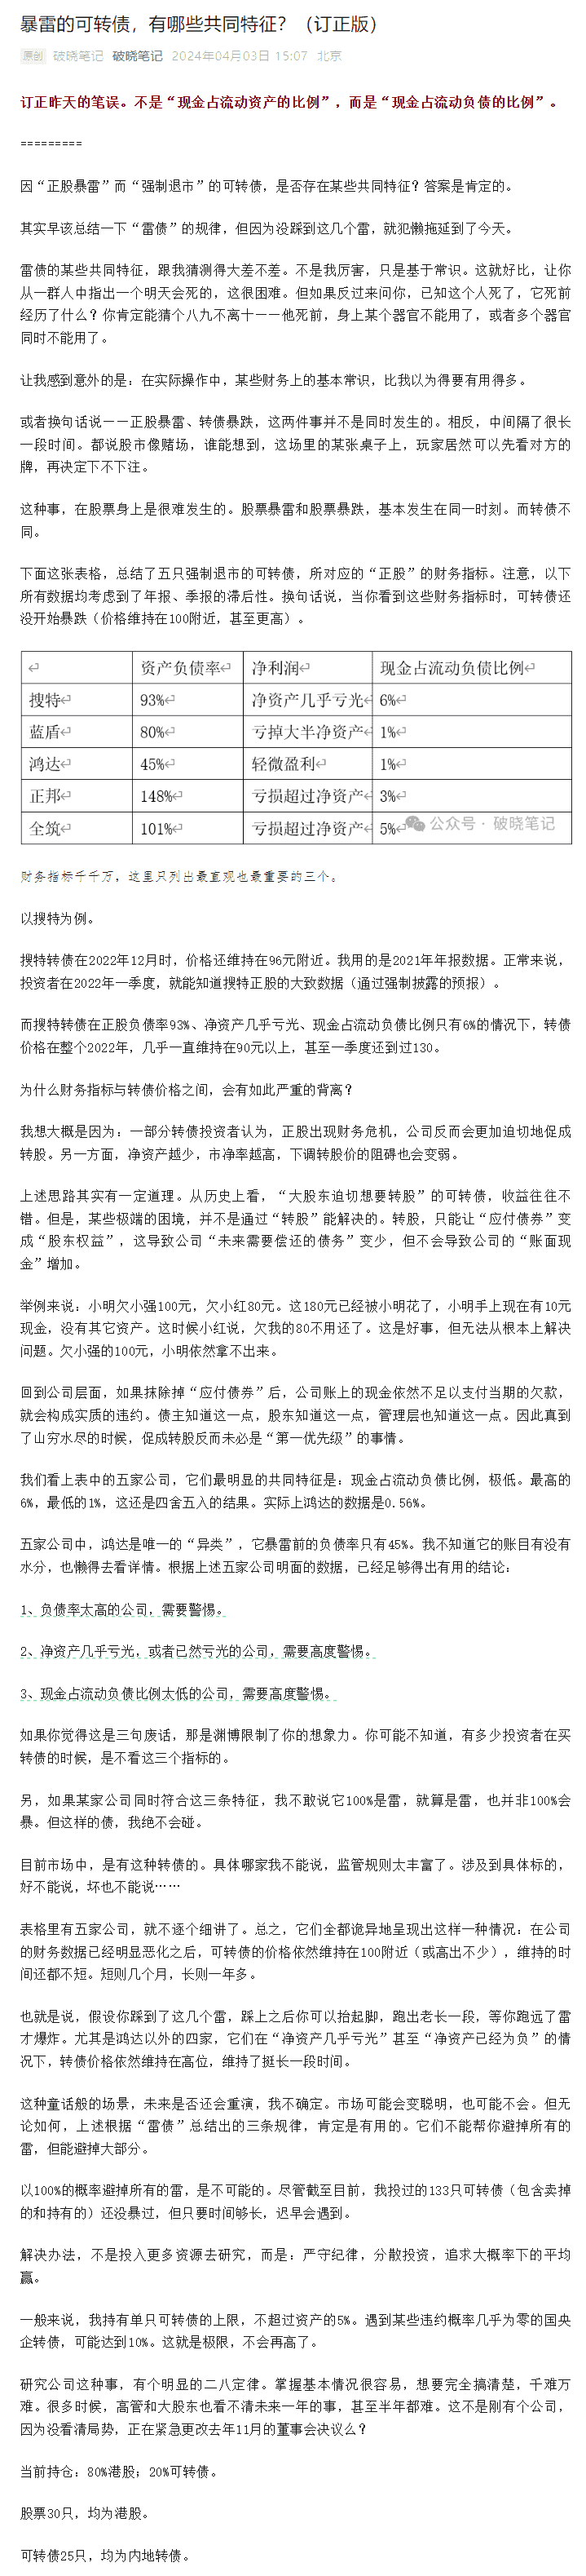 暴雷的可转债，有哪些共同特征？（订正版）
原创 破晓笔记 破晓笔记 2024年04月03日 15:07 北京
订正昨天的笔误。不是“现金占流动资产的比例”，而是“现金占流动负债的比例”。
=========
因“正股暴雷”而“强制退市”的可转债，是否存在某些共同特征？答案是肯定的。
其实早该总结一下“雷债”的规律，但因为没踩到这几个雷，就犯懒拖延到了今天。
雷债的某些共同特征，跟我猜测得大差不差。不是我厉害，只是基于常识。这就好比，让你
从一群人中指出一个明天会死的，这很困难。但如果反过来问你，已知这个人死了，它死前
经历了什么？你肯定能猜个八九不离十——他死前，身上某个器官不能用了，或者多个器官
同时不能用了。
让我感到意外的是：在实际操作中，某些财务上的基本常识，比我以为得要有用得多。
或者换句话说——正股暴雷、转债暴跌，这两件事并不是同时发生的。相反，中间隔了很长
一段时间。都说股市像赌场，谁能想到，这场里的某张桌子上，玩家居然可以先看对方的
牌，再决定下不下注。
这种事，在股票身上是很难发生的。股票暴雷和股票暴跌，基本发生在同一时刻。而转债不
同。
下面这张表格，总结了五只强制退市的可转债，所对应的“正股”的财务指标。注意，以下
所有数据均考虑到了年报、季报的滞后性。换句话说，当你看到这些财务指标时，可转债还
没开始暴跌（价格维持在100附近，甚至更高）。
资产负债率 净利润 现金占流动负债比例
搜特 93% 净资产几乎亏光 6%
蓝盾 80% 亏掉大半净资产 1%
鸿达 45% 轻微盈利 1%
正邦 148% 亏损超过净资产 3%
全筑 101% 亏损超过净资产 5%
公众号·破晓笔记
财务指标千千万，这里只列出最直观也最重要的三个。
以搜特为例。
搜特转债在2022年12月时，价格还维持在96元附近。我用的是2021年年报数据。正常来说，
投资者在2022年一季度，就能知道搜特正股的大致数据（通过强制披露的预报）。
而搜特转债在正股负债率93%、净资产几乎亏光、现金占流动负债比例只有6%的情况下，转债
价格在整个2022年，几乎一直维持在90元以上，甚至一季度还到过130。
为什么财务指标与转债价格之间，会有如此严重的背离？
我想大概是因为：一部分转债投资者认为，正股出现财务危机，公司反而会更加迫切地促成
转股。另一方面，净资产越少，市净率越高，下调转股价的阻碍也会变弱。
上述思路其实有一定道理。从历史上看，“大股东迫切想要转股”的可转债，收益往往不
错。但是，某些极端的困境，并不是通过“转股”能解决的。转股，只能让“应付债券”变
成“股东权益”，这导致公司“未来需要偿还的债务”变少，但不会导致公司的“账面现
金”增加。
举例来说：小明欠小强100元，欠小红80元。这180元已经被小明花了，小明手上现在有10元
现金，没有其它资产。这时候小红说，欠我的80不用还了。这是好事，但无法从根本上解决
问题。欠小强的100元，小明依然拿不出来。
回到公司层面，如果抹除掉“应付债券”后，公司账上的现金依然不足以支付当期的欠款，
就会构成实质的违约。债主知道这一点，股东知道这一点，管理层也知道这一点。因此真到
了山穷水尽的时候，促成转股反而未必是“第一优先级”的事情。
我们看上表中的五家公司，它们最明显的共同特征是：现金占流动负债比例，极低。最高的
6%，最低的1%，这还是四舍五入的结果。实际上鸿达的数据是0.56%。
五家公司中，鸿达是唯一的“异类”，它暴雷前的负债率只有45%。我不知道它的账目有没有
水分，也懒得去看详情。根据上述五家公司明面的数据，已经足够得出有用的结论：
1、负债率太高的公司，需要警惕。
2、净资产几乎亏光，或者已然亏光的公司，需要高度警惕。
3、现金占流动负债比例太低的公司，需要高度警惕。
如果你觉得这是三句废话，那是渊博限制了你的想象力。你可能不知道，有多少投资者在买
转债的时候，是不看这三个指标的。
另，如果某家公司同时符合这三条特征，我不敢说它100%是雷，就算是雷，也并非100%会
暴。但这样的债，我绝不会碰。
目前市场中，是有这种转债的。具体哪家我不能说，监管规则太丰富了。涉及到具体标的，
好不能说，坏也不能说……
表格里有五家公司，就不逐个细讲了。总之，它们全都诡异地呈现出这样一种情况：在公司
的财务数据已经明显恶化之后，可转债的价格依然维持在100附近（或高出不少），维持的时
间还都不短。短则几个月，长则一年多。
也就是说，假设你踩到了这几个雷，踩上之后你可以抬起脚，跑出老长一段，等你跑远了雷
才爆炸。尤其是鸿达以外的四家，它们在“净资产几乎亏光”甚至“净资产已经为负”的情
况下，转债价格依然维持在高位，维持了挺长一段时间。
这种童话般的场景，未来是否还会重演，我不确定。市场可能会变聪明，也可能不会。但无
论如何，上述根据“雷债”总结出的三条规律，肯定是有用的。它们不能帮你避掉所有的
雷，但能避掉大部分。
以100%的概率避掉所有的雷，是不可能的。尽管截至目前，我投过的133只可转债（包含卖掉
的和持有的）还没暴过，但只要时间够长，迟早会遇到。
解决办法，不是投入更多资源去研究，而是：严守纪律，分散投资，追求大概率下的平均
赢。
一般来说，我持有单只可转债的上限，不超过资产的5%。遇到某些违约概率几乎为零的国央
企转债，可能达到10%。这就是极限，不会再高了。
研究公司这种事，有个明显的二八定律。掌握基本情况很容易，想要完全搞清楚，千难万
难。很多时候，高管和大股东也看不清未来一年的事，甚至半年都难。这不是刚有个公司，
因为没看清局势，正在紧急更改去年11月的董事会决议么？
当前持仓：80%港股；20%可转债。
股票30只，均为港股。
可转债25只，均为内地转债。